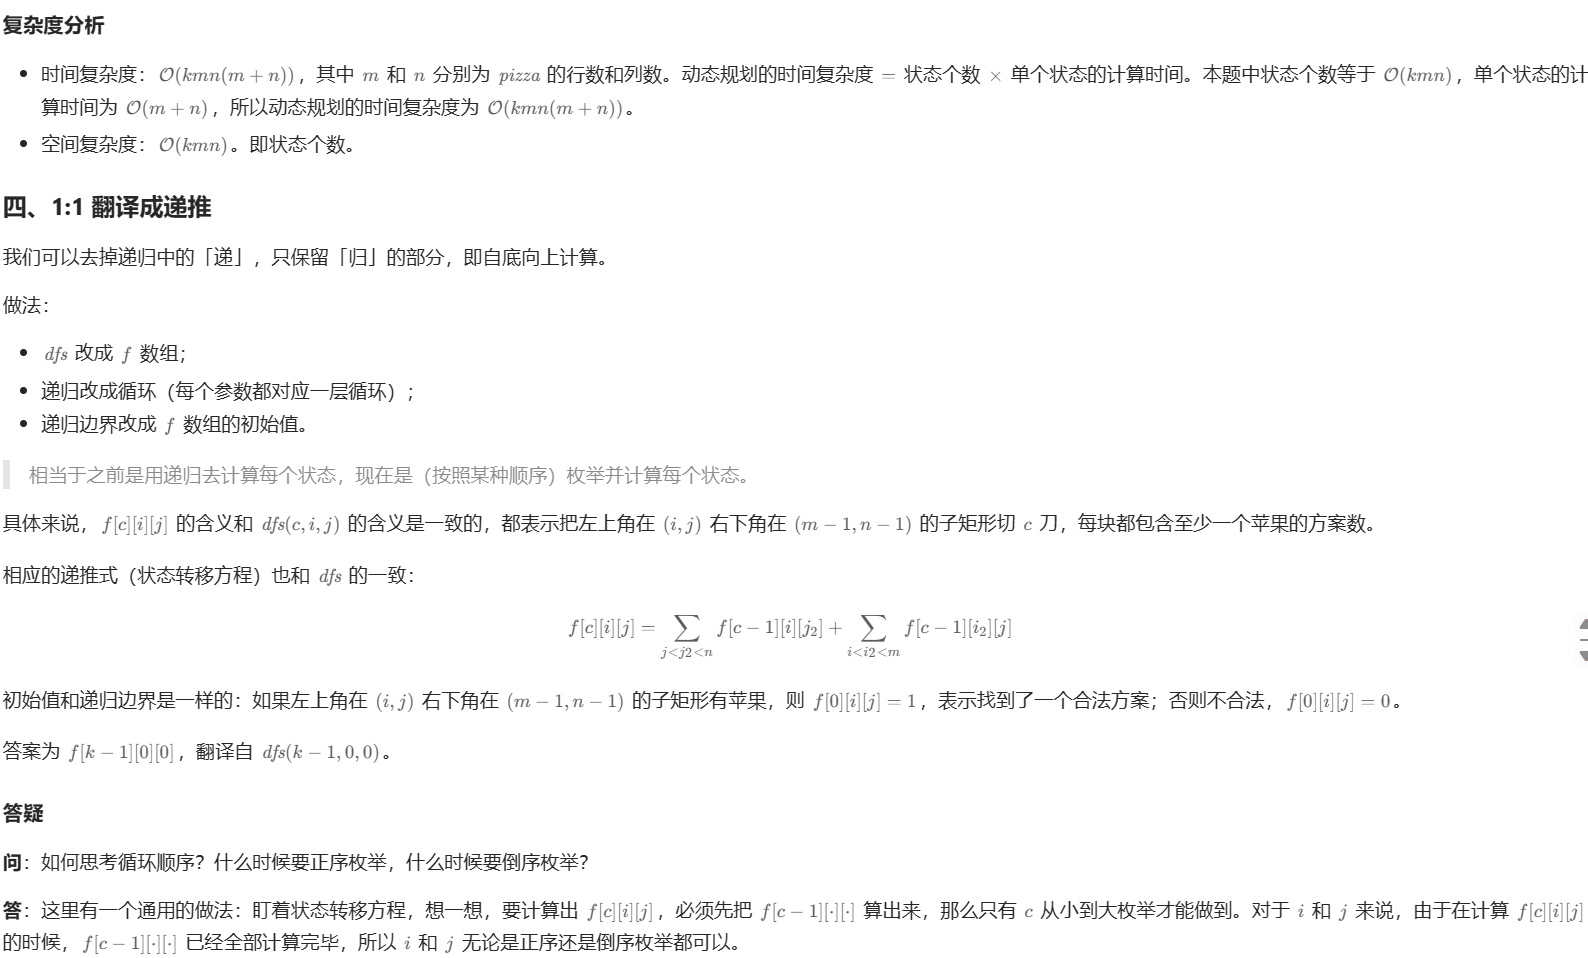 复杂度分析
• 时间复杂度：O(kmn(m + n))，其中 m 和 n 分别为 pizza 的行数和列数。动态规划的时间复杂度 = 状态个数 × 单个状态的计算时间。本题中状态个数等于 O(kmn)，单个状态的计
算时间为 O(m + n)，所以动态规划的时间复杂度为 O(kmn(m + n))。
• 空间复杂度：O(kmn)。即状态个数。
四、1:1 翻译成递推
我们可以去掉递归中的「递」，只保留「归」的部分，即自底向上计算。
做法：
• dfs 改成 f 数组；
• 递归改成循环（每个参数都对应一层循环）；
• 递归边界改成 f 数组的初始值。
相当于之前是用递归去计算每个状态，现在是（按照某种顺序）枚举并计算每个状态。
具体来说，f[c][i][j] 的含义和 dfs(c, i, j) 的含义是一致的，都表示把左上角在 (i, j) 右下角在 (m − 1, n − 1) 的子矩形切 c 刀，每块都包含至少一个苹果的方案数。
相应的递推式（状态转移方程）也和 dfs 的一致：
f[c][i][j] = ∑_{j<j2<n} f[c − 1][i][j₂] + ∑_{i<i2<m} f[c − 1][i₂][j]
初始值和递归边界是一样的：如果左上角在 (i, j) 右下角在 (m − 1, n − 1) 的子矩形有苹果，则 f[0][i][j] = 1，表示找到了一个合法方案；否则不合法，f[0][i][j] = 0。
答案为 f[k − 1][0][0]，翻译自 dfs(k − 1, 0, 0)。
答疑
问：如何思考循环顺序？什么时候要正序枚举，什么时候要倒序枚举？
答：这里有一个通用的做法：盯着状态转移方程，想一想，要计算出 f[c][i][j]，必须先把 f[c − 1][·][·] 算出来，那么只有 c 从小到大枚举才能做到。对于 i 和 j 来说，由于在计算 f[c][i][j]
的时候，f[c − 1][·][·] 已经全部计算完毕，所以 i 和 j 无论是正序还是倒序枚举都可以。